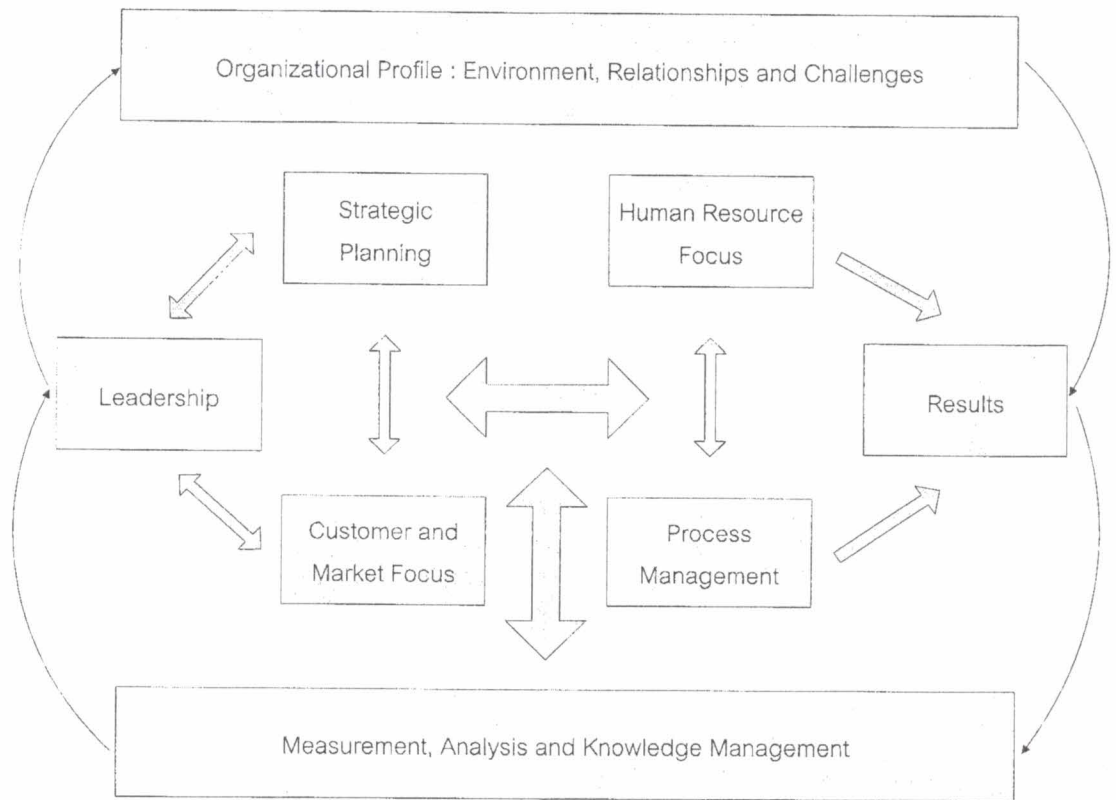 Organizational Profile : Environment, Relationships and Challenges
Strategic
Planning
Human Resource
Focus
Leadership
Results
Customer and
Market Focus
Process
Management
Measurement, Analysis and Knowledge Management